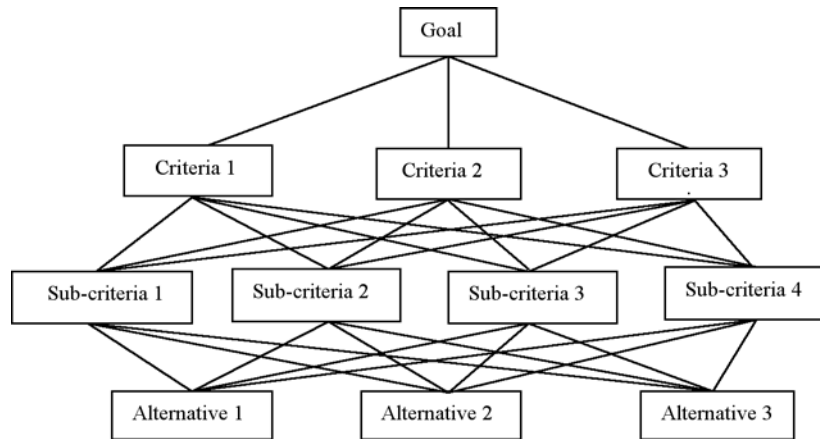 Goal
Criteria 1
Criteria 2
Criteria 3
Sub-criteria 1
Sub-criteria 2
Sub-criteria 3
Sub-criteria 4
Alternative 1
Alternative 2
Alternative 3